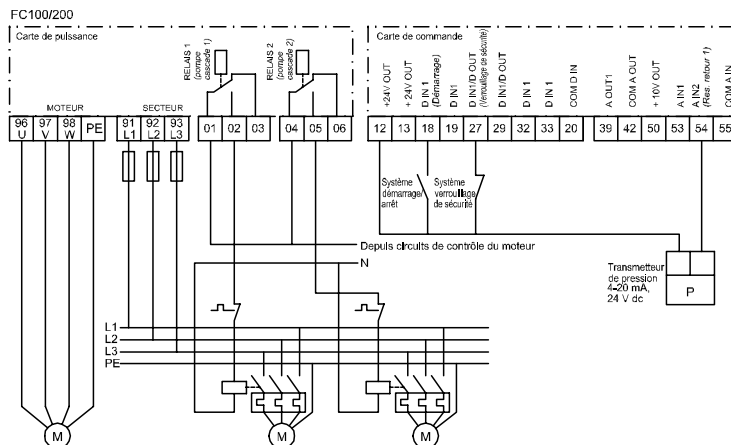 FC100/200
Carte de puissance
Carte de commande
RELAIS 1
(pompe
cascade 1)
RELAIS 2
(pompe
cascade 2)
+24V OUT
+ 24V OUT
D IN 1
(Démarrage)
D IN1
D IN1/D OUT
(Verrouillage de sécurité)
D IN1/D OUT
D IN 1
D IN 1
COM D IN
A OUT1
COM A OUT
+ 10V OUT
A IN1
A IN2
(Res. retour 1)
COM A IN
MOTEUR
SECTEUR
96 97 98 PE 91 92 93 01 02 03 04 05 06 12 13 18 19 27 29 32 33 20 39 42 50 53 54 55
U V W L1 L2 L3
Système
démarrage/
arrêt
Système
verrouillage
de sécurité
Depuis circuits de contrôle du moteur
N
Transmetteur
de pression
4-20 mA,
24 V dc
P
L1
L2
L3
PE
M M M